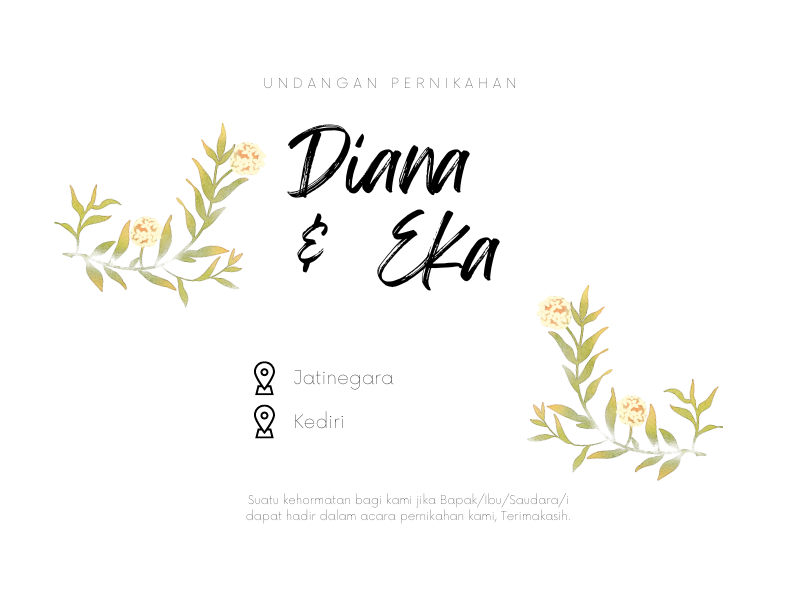 UNDANGAN PERNIKAHAN
Diana
& Eka
Jatinegara
Kediri
Suatu kehormatan bagi kami jika Bapak/Ibu/Saudara/i
dapat hadir dalam acara pernikahan kami, Terimakasih.